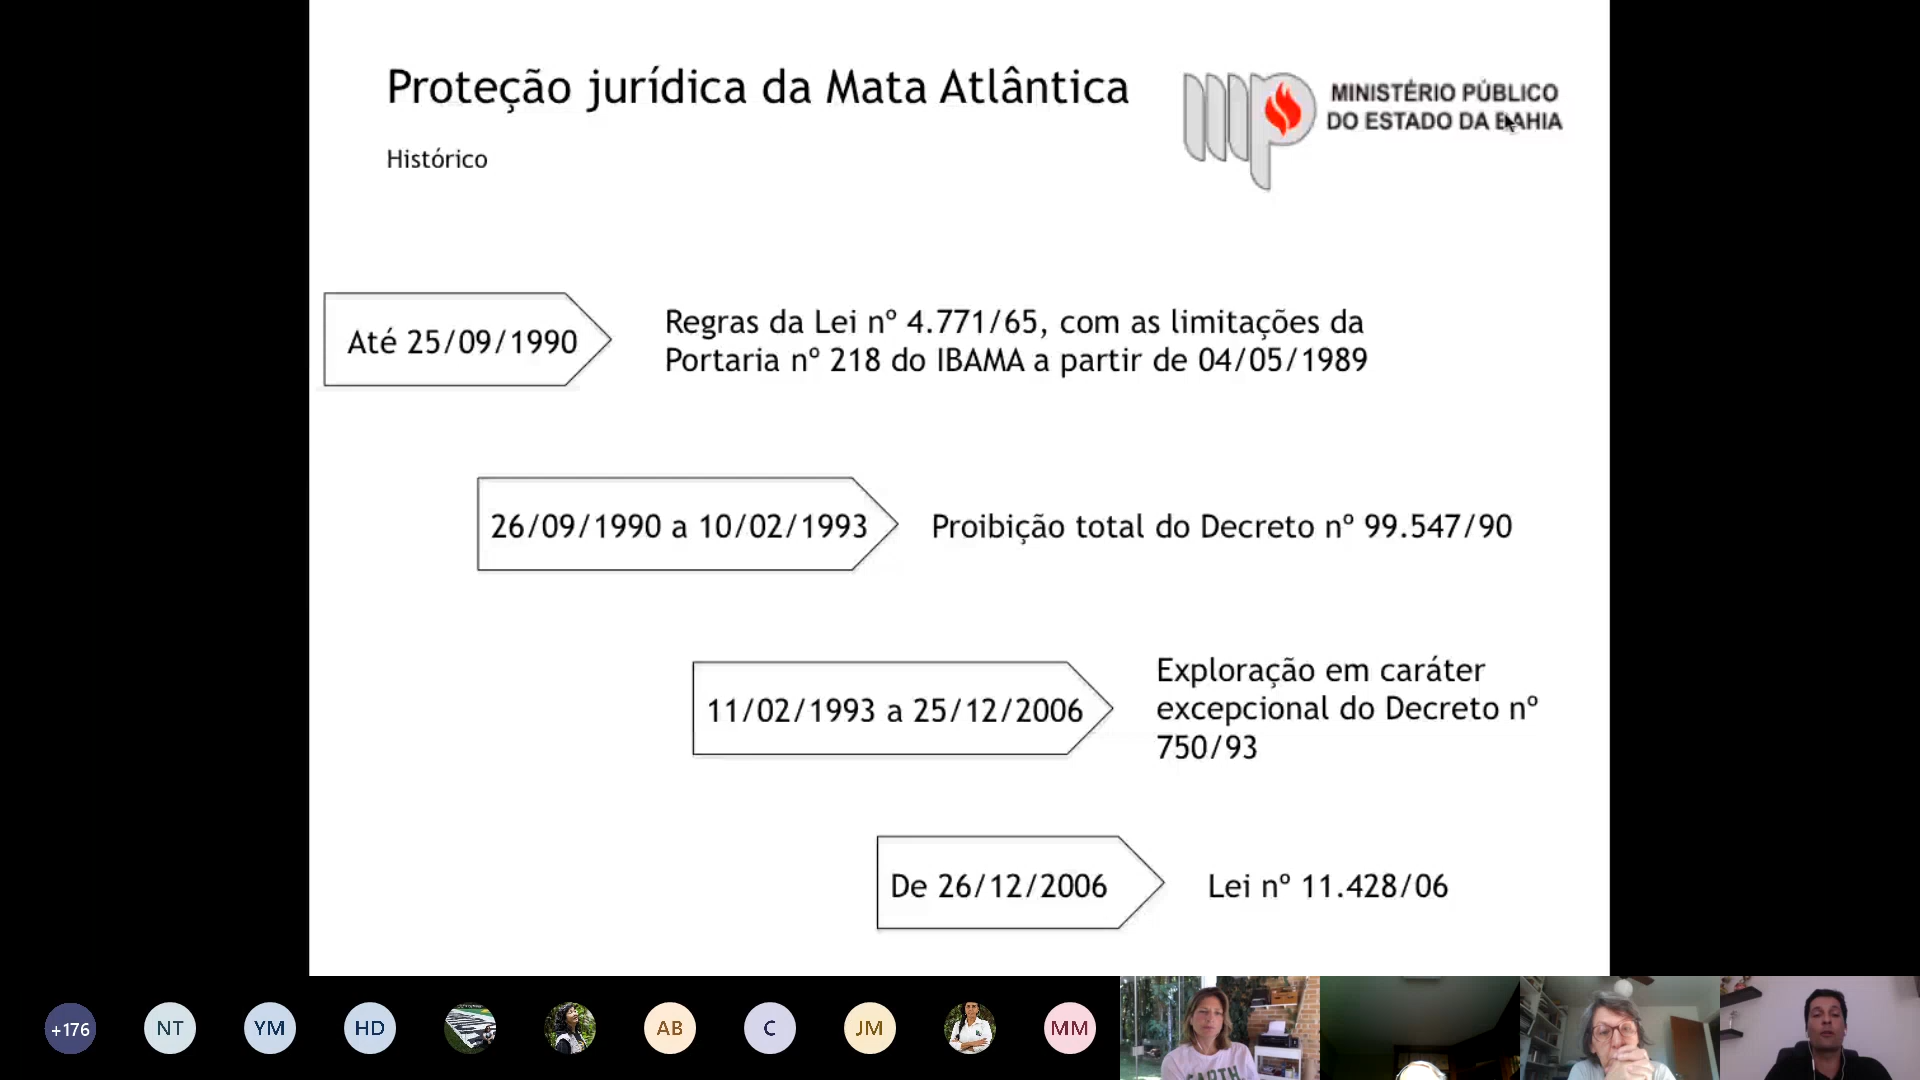 Proteção jurídica da Mata Atlântica
Histórico
MINISTÉRIO PÚBLICO
DO ESTADO DA BAHIA
Até 25/09/1990
Regras da Lei nº 4.771/65, com as limitações da
Portaria nº 218 do IBAMA a partir de 04/05/1989
26/09/1990 a 10/02/1993
Proibição total do Decreto nº 99.547/90
11/02/1993 a 25/12/2006
Exploração em caráter
excepcional do Decreto nº
750/93
De 26/12/2006
Lei nº 11.428/06
+176
NT
YM
HD
AB
C
JM
MM
EARTH